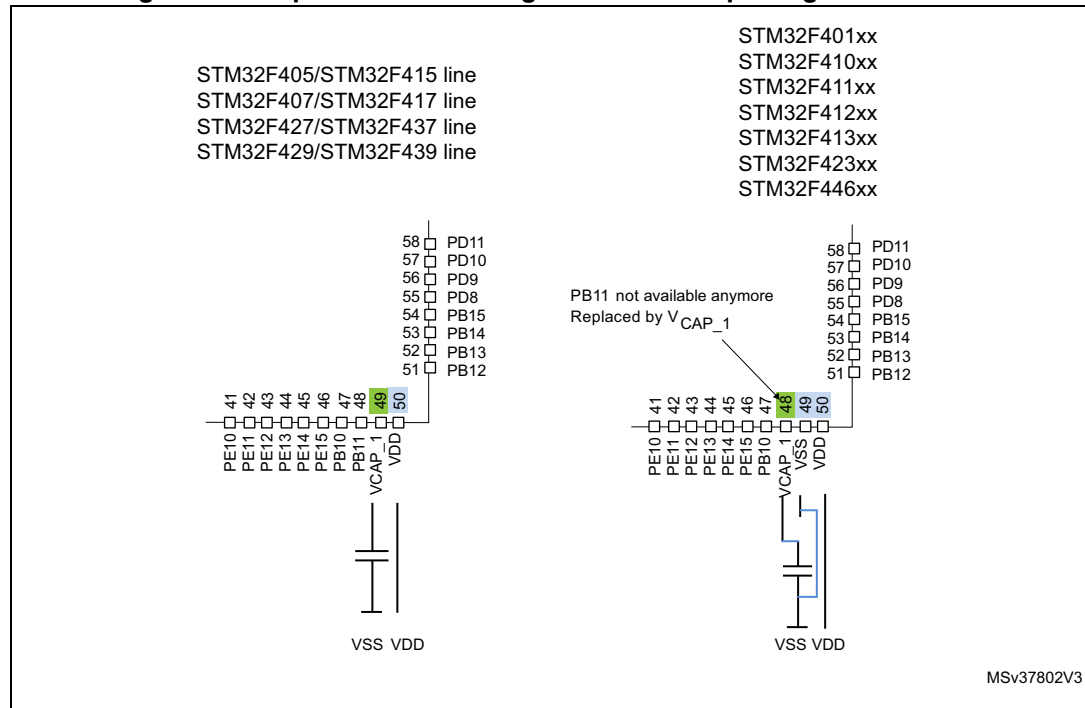 STM32F405/STM32F415 line
STM32F407/STM32F417 line
STM32F427/STM32F437 line
STM32F429/STM32F439 line
58 PD11
57 PD10
56 PD9
55 PD8
54 PB15
53 PB14
52 PB13
51 PB12
41 42 43 44 45 46 47 48 49 50
PE10 PE11 PE12 PE13 PE14 PE15 PB10 PB11 VCAP_1 VDD
VSS VDD
STM32F401xx
STM32F410xx
STM32F411xx
STM32F412xx
STM32F413xx
STM32F423xx
STM32F446xx
58 PD11
57 PD10
56 PD9
55 PD8
54 PB15
53 PB14
52 PB13
51 PB12
PB11 not available anymore
Replaced by VCAP_1
41 42 43 44 45 46 47 48 49 50
PE10 PE11 PE12 PE13 PE14 PE15 PB10 VCAP_1 VSS VDD
VSS VDD
MSv37802V3